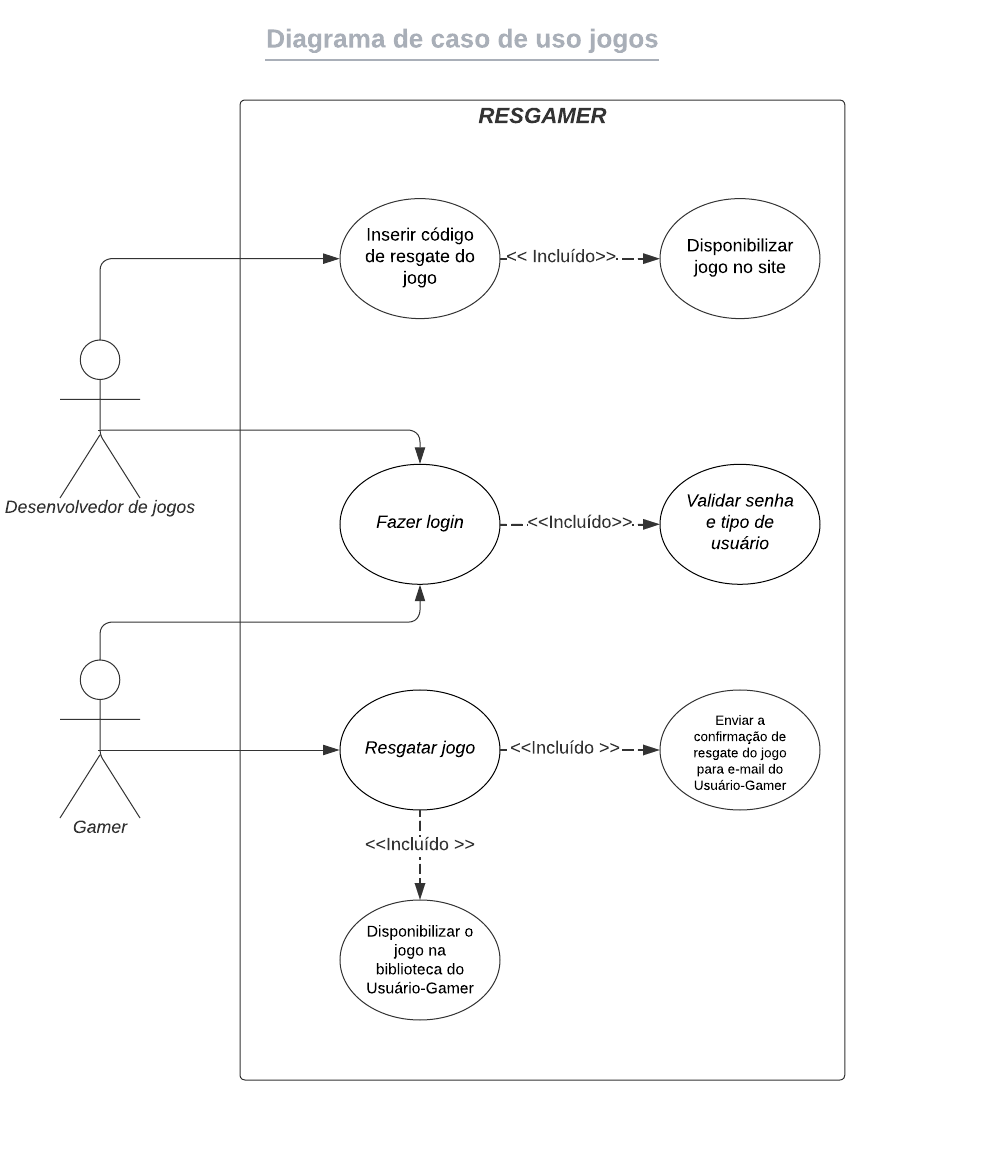 Diagrama de caso de uso jogos
RESGAMER
Inserir código
de resgate do
jogo
<< Incluído>>
Disponibilizar
jogo no site
Desenvolvedor de jogos
Fazer login
<<Incluído>>
Validar senha
e tipo de
usuário
Gamer
Resgatar jogo
<<Incluído >>
Enviar a
confirmação de
resgate do jogo
para e-mail do
Usuário-Gamer
<<Incluído >>
Disponibilizar o
jogo na
biblioteca do
Usuário-Gamer